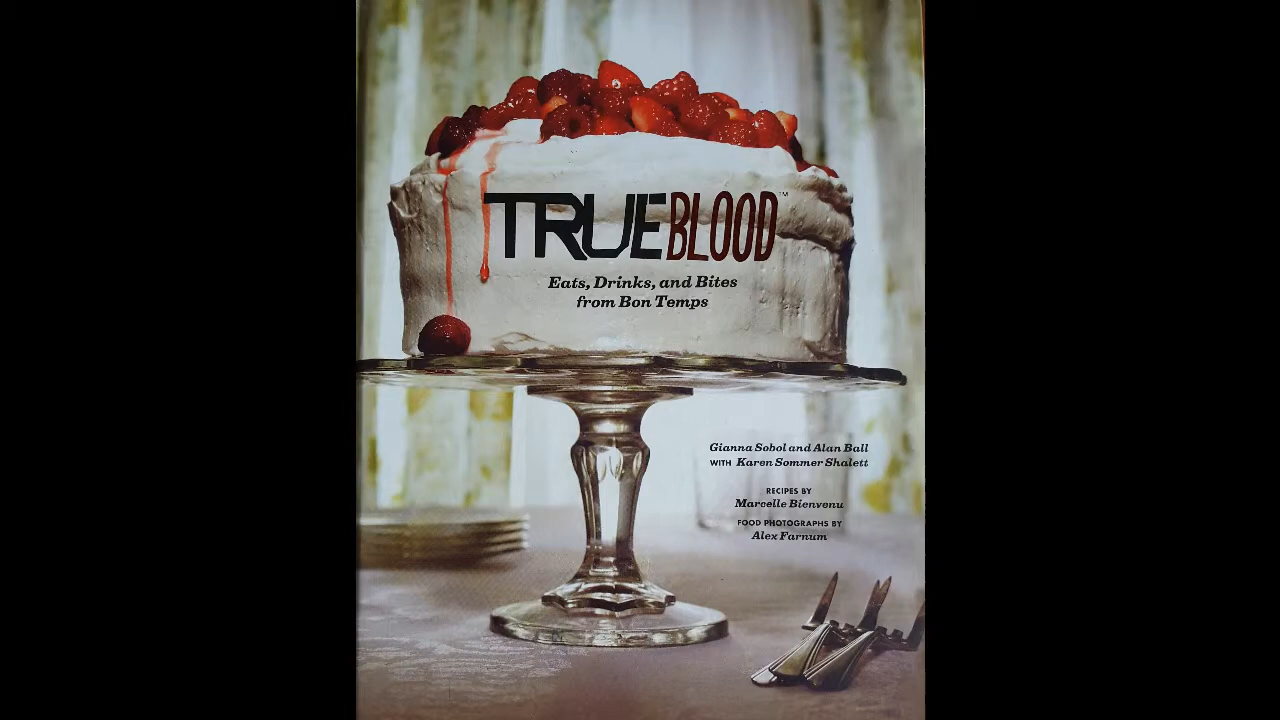 TRUEBLOOD™
Eats, Drinks, and Bites
from Bon Temps
Gianna Sobol and Alan Ball
WITH Karen Sommer Shalett
RECIPES BY
Marcelle Bienvenu
FOOD PHOTOGRAPHS BY
Alex Farnum